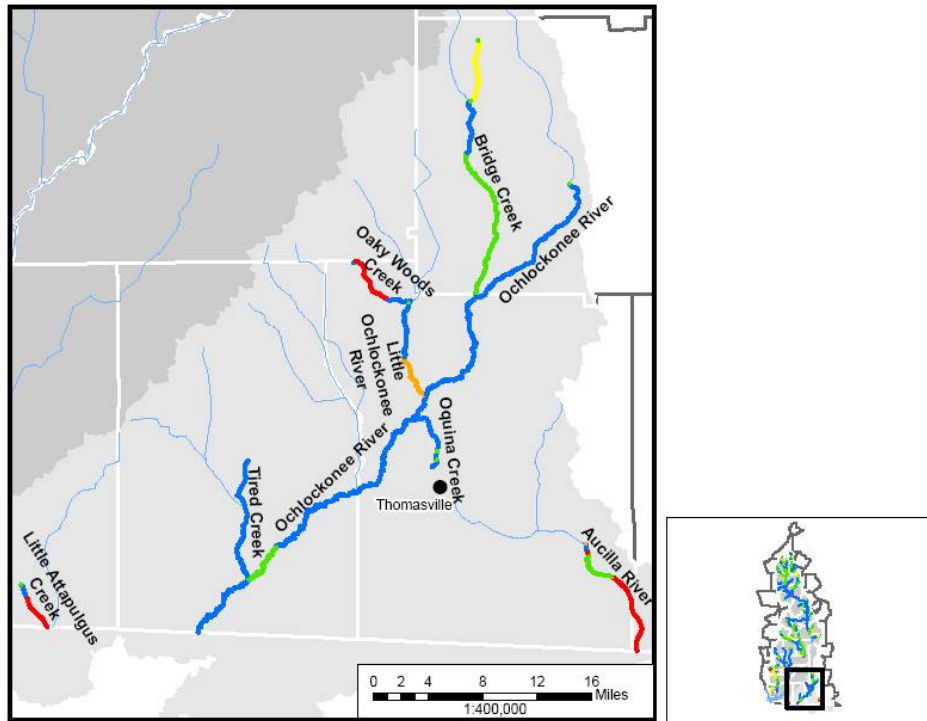 Bridge Creek
Ochlockonee River
Oaky Woods
Creek
Little
Ochlockonee
River
Oquina Creek
Ochlockonee River
Tired Creek
Thomasville
Aucilla River
Little Attapulgus
Creek
0 2 4 8 12 16
Miles
1:400,000